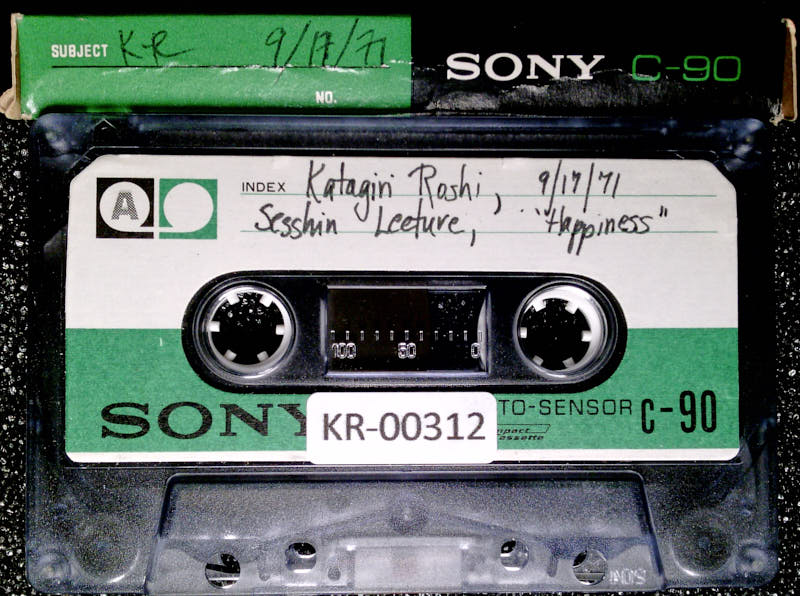 SUBJECT K-R 9/17/71
NO.
SONY C-90
A
INDEX Katagiri Roshi, 9/17/71
Sesshin Lecture, "Happiness"
100 50 0
SONY TO-SENSOR C-90
KR-00312
SONY